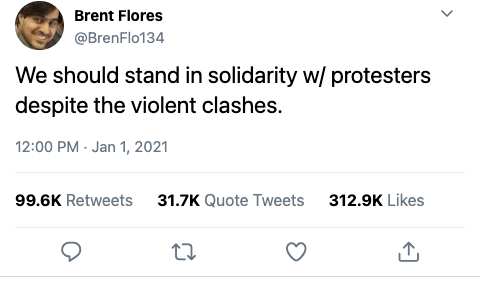 Brent Flores
@BrenFlo134
We should stand in solidarity w/ protesters
despite the violent clashes.
12:00 PM · Jan 1, 2021
99.6K Retweets 31.7K Quote Tweets 312.9K Likes